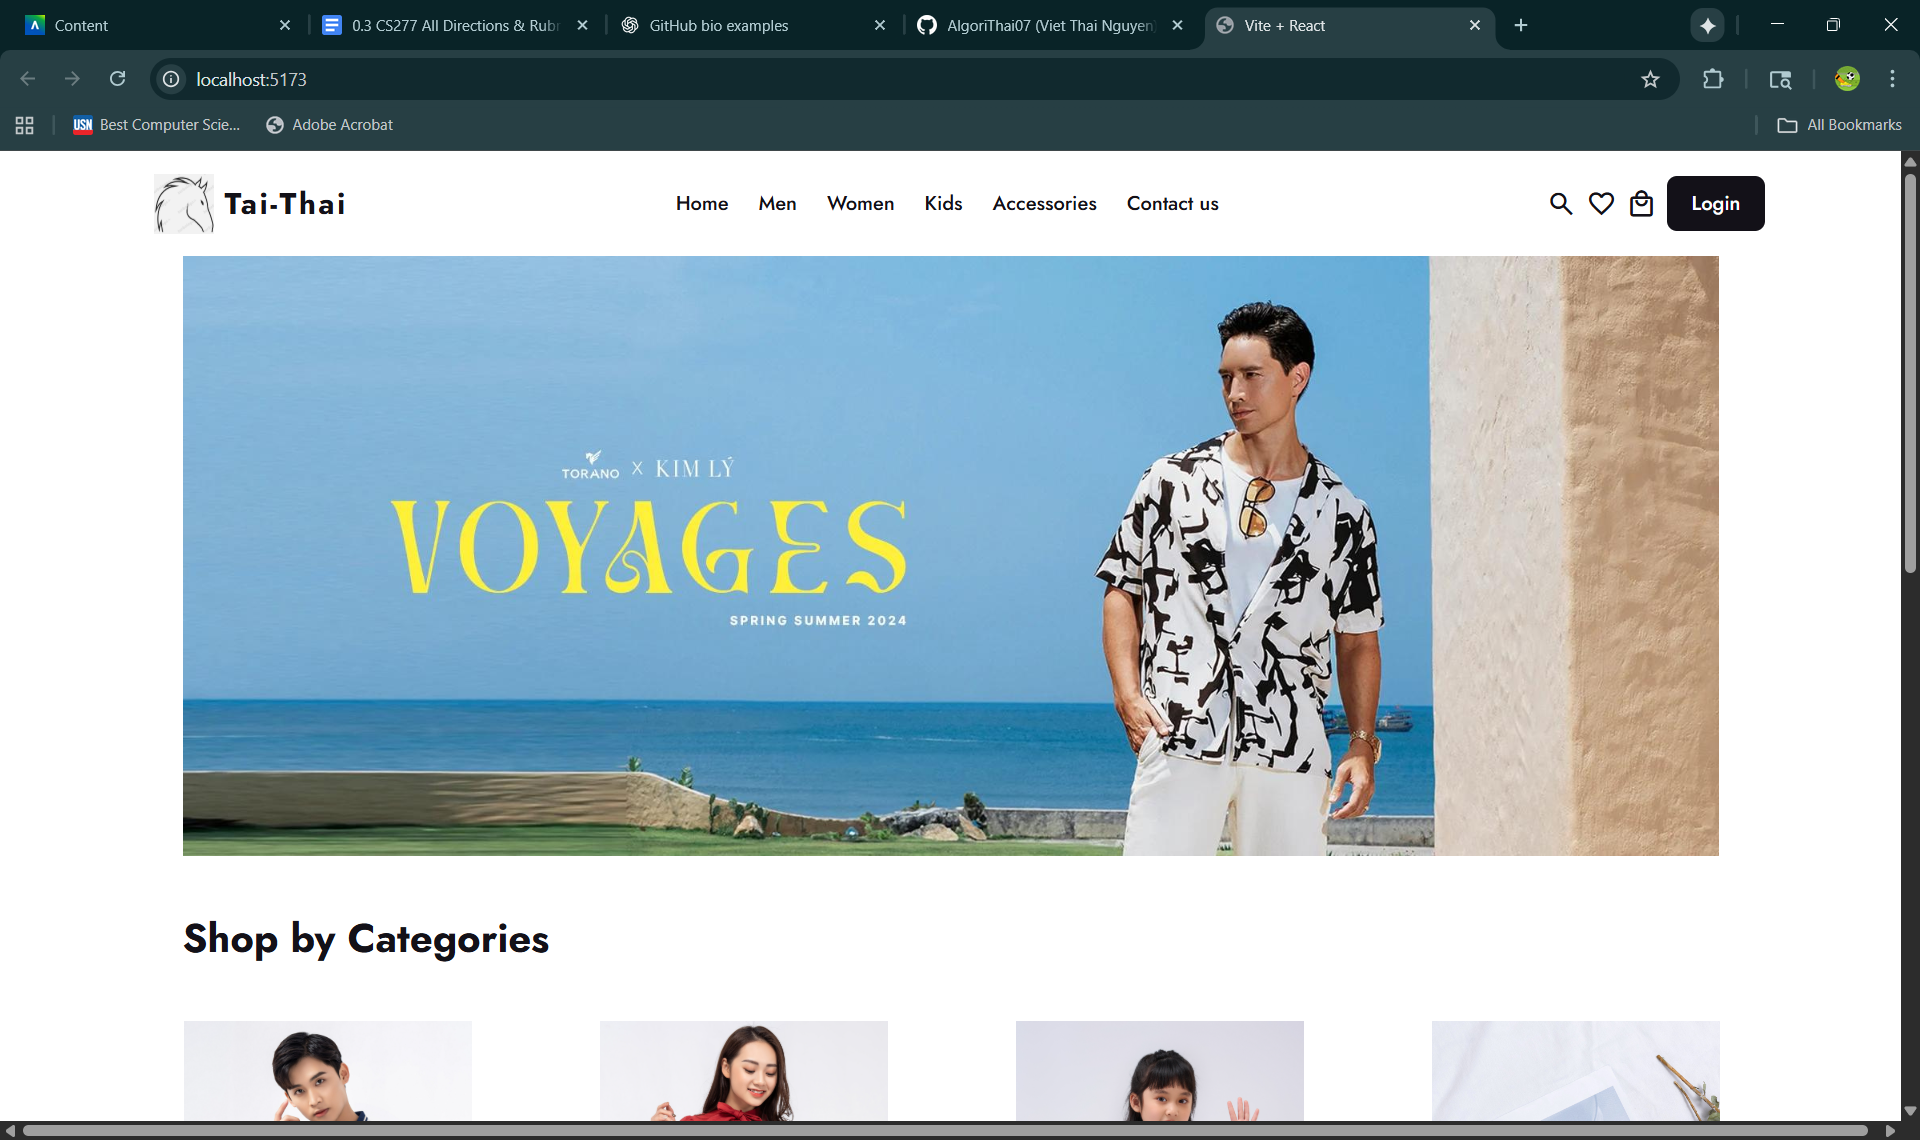 Content
0.3 CS277 All Directions & Rubr
GitHub bio examples
AlgoriThai07 (Viet Thai Nguyen)
Vite + React
localhost:5173
USN Best Computer Scie...
Adobe Acrobat
All Bookmarks
Tai-Thai
Home
Men
Women
Kids
Accessories
Contact us
Login
TORANO X KIM LÝ
VOYAGES
SPRING SUMMER 2024
Shop by Categories